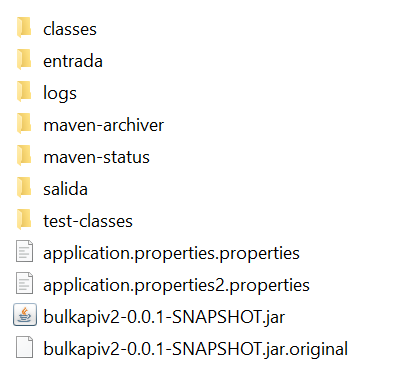 classes
entrada
logs
maven-archiver
maven-status
salida
test-classes
application.properties.properties
application.properties2.properties
bulkapiv2-0.0.1-SNAPSHOT.jar
bulkapiv2-0.0.1-SNAPSHOT.jar.original